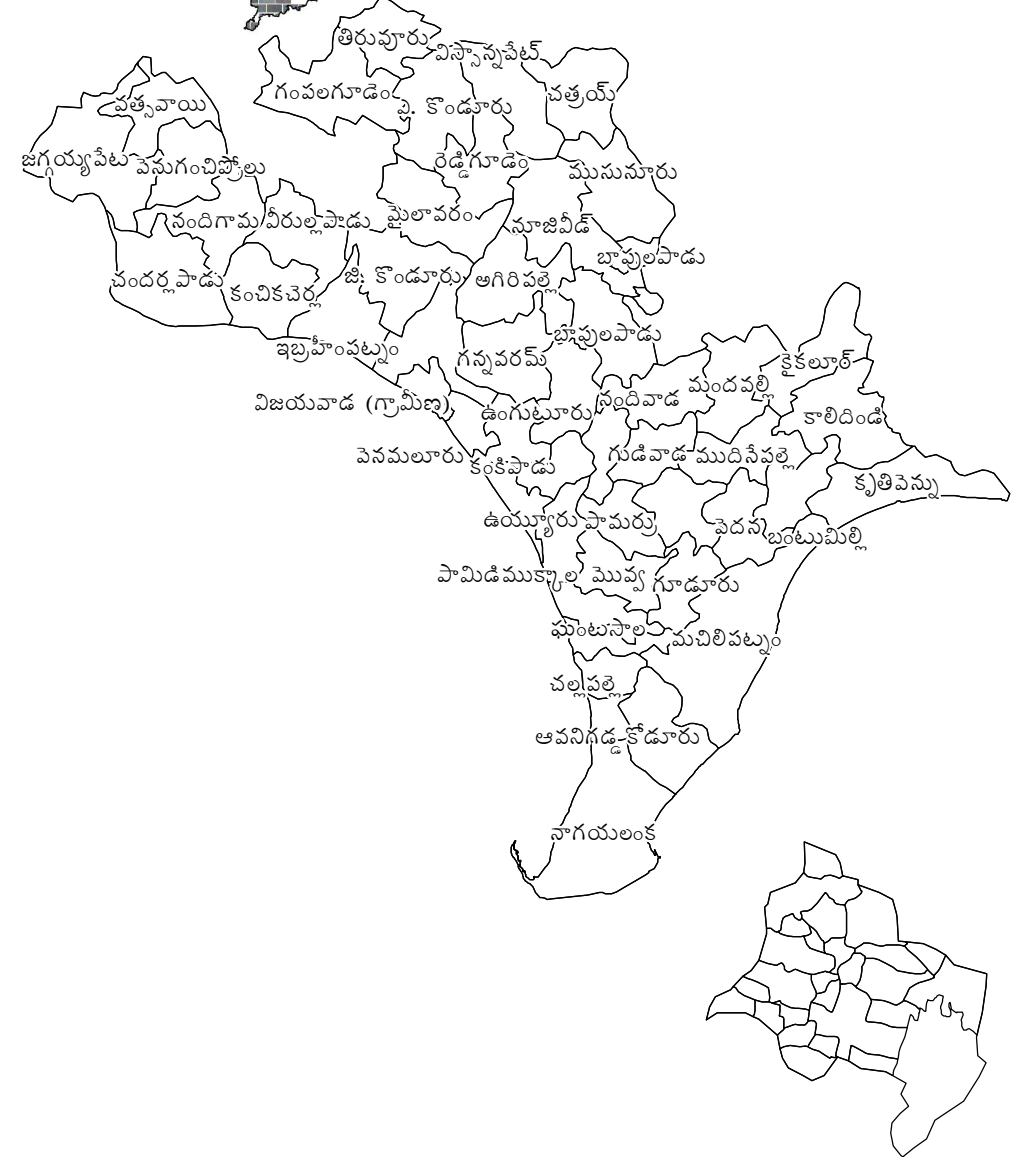 తిరువూరు
విస్సాన్నపేట్
గంపలగూడెం
చత్రయ్
వత్సవాయి
ఎ. కొండూరు
జగ్గయ్యపేట
పెనుగంచిప్రోలు
రెడ్డిగూడెం
ముసునూరు
నందిగామ
వీరుల్లపాడు
మైలావరం
నూజివీడ్
బాపులపాడు
చందర్లపాడు
కంచికచెర్ల
జి. కొండూరు
అగిరిపల్లె
ఇబ్రహీంపట్నం
గన్నవరమ్
బాపులపాడు
కైకలూర్
విజయవాడ (గ్రామీణ)
ఉంగుటూరు
నందివాడ
మందవల్లి
కాలిదిండి
వెనమలూరు
కంకిపాడు
గుడివాడ
ముదినేపల్లె
కృతివెన్ను
ఉయ్యూరు
పామర్రు
పెదన
బంటుమిల్లి
పామిడిముక్కాల
మొవ్వ
గూడూరు
ఘంటసాల
మచిలిపట్నం
చల్లపల్లె
ఆవనిగడ్డ
కోడూరు
నాగయలంక